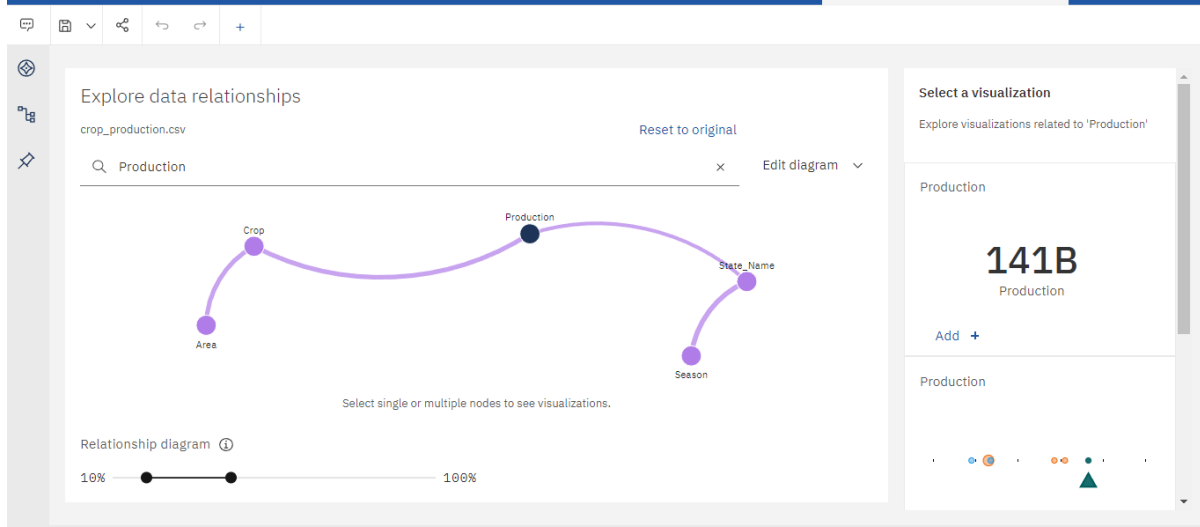 Explore data relationships
crop_production.csv
Reset to original
Production
Edit diagram
Production
Crop
State_Name
Area
Season
Select single or multiple nodes to see visualizations.
Relationship diagram
10%
100%
Select a visualization
Explore visualizations related to 'Production'
Production
141B
Production
Add +
Production